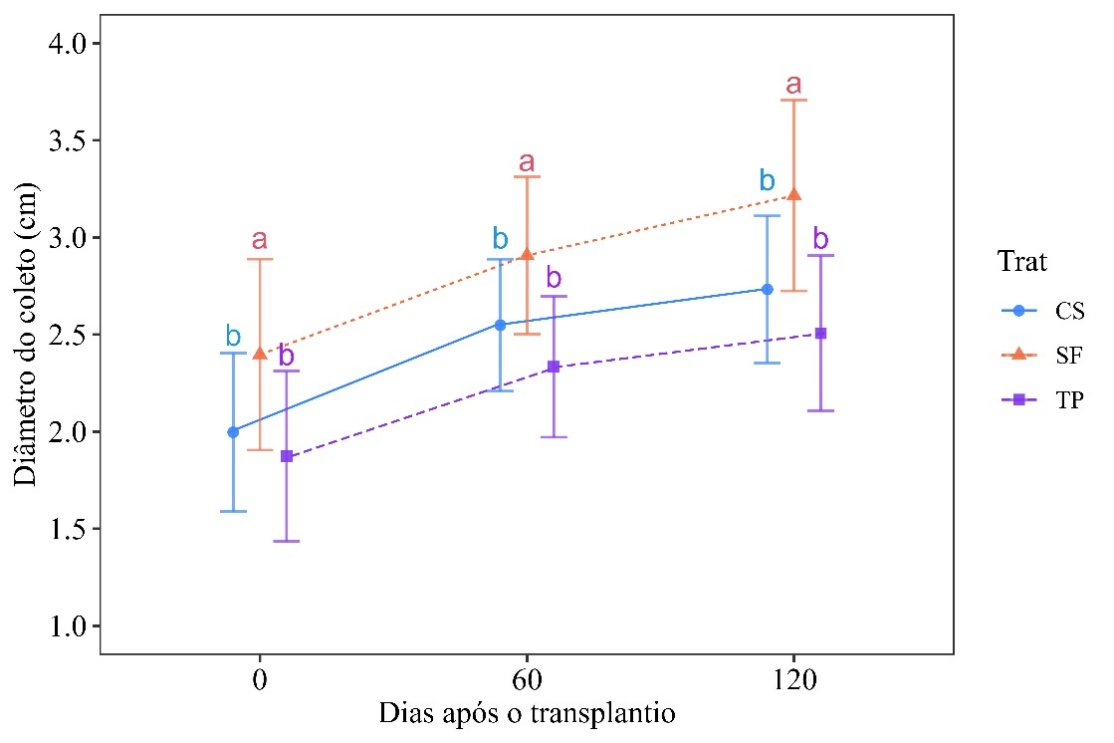 Diâmetro do coleto (cm)
4.0
3.5
3.0
2.5
2.0
1.5
1.0
b
a
b
b
a
b
b
a
b
0
60
120
Dias após o transplantio
Trat
CS
SF
TP